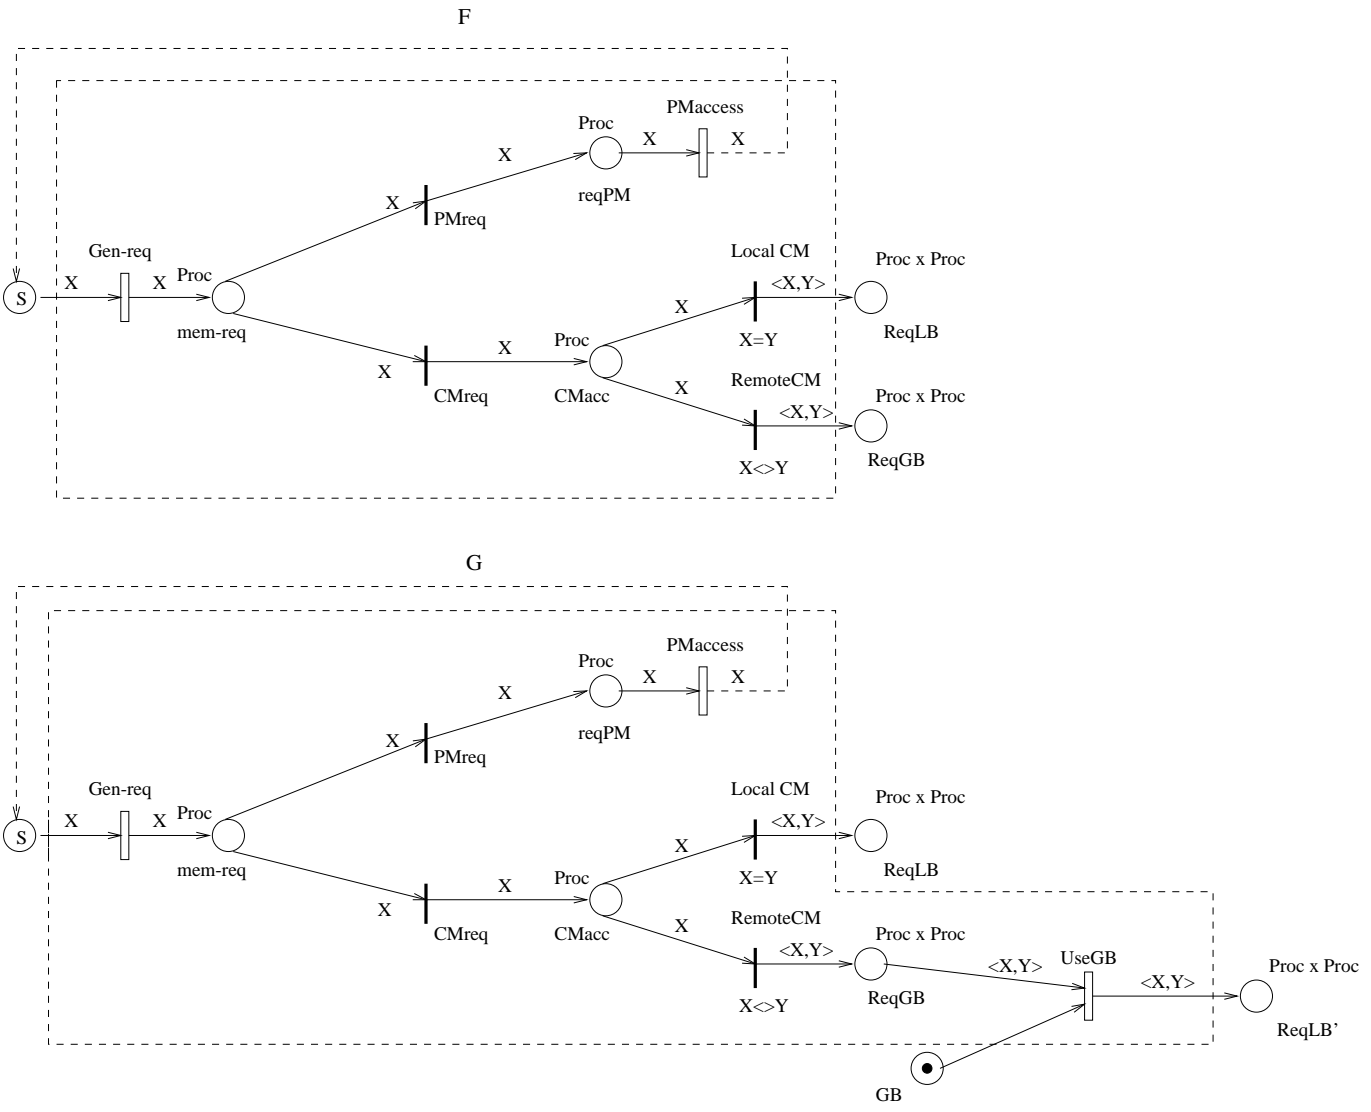 F
PMaccess
Proc
X
X
X
reqPM
X
PMreq
Gen-req
Local CM
Proc x Proc
X
X
Proc
<X,Y>
S
X
mem-req
ReqLB
Proc
X
X=Y
X
RemoteCM
X
CMreq
CMacc
X
Proc x Proc
<X,Y>
X<>Y
ReqGB
G
PMaccess
Proc
X
X
X
reqPM
X
PMreq
Gen-req
Local CM
Proc x Proc
X
X
Proc
<X,Y>
S
X
mem-req
ReqLB
Proc
X
X=Y
X
RemoteCM
X
CMreq
CMacc
X
Proc x Proc
<X,Y>
UseGB
<X,Y>
Proc x Proc
<X,Y>
X<>Y
ReqGB
ReqLB’
GB